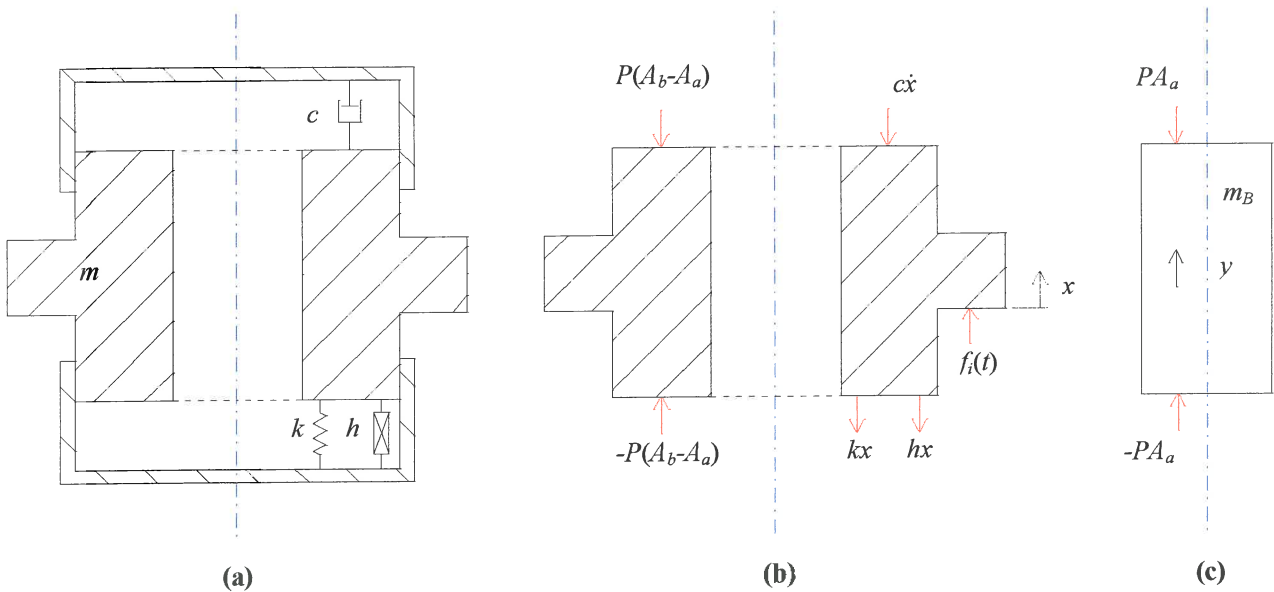 c
m
k
h
(a)
P(A_b-A_a)
cẋ
x
f_i(t)
-P(A_b-A_a)
kx
hx
(b)
PA_a
m_B
y
-PA_a
(c)